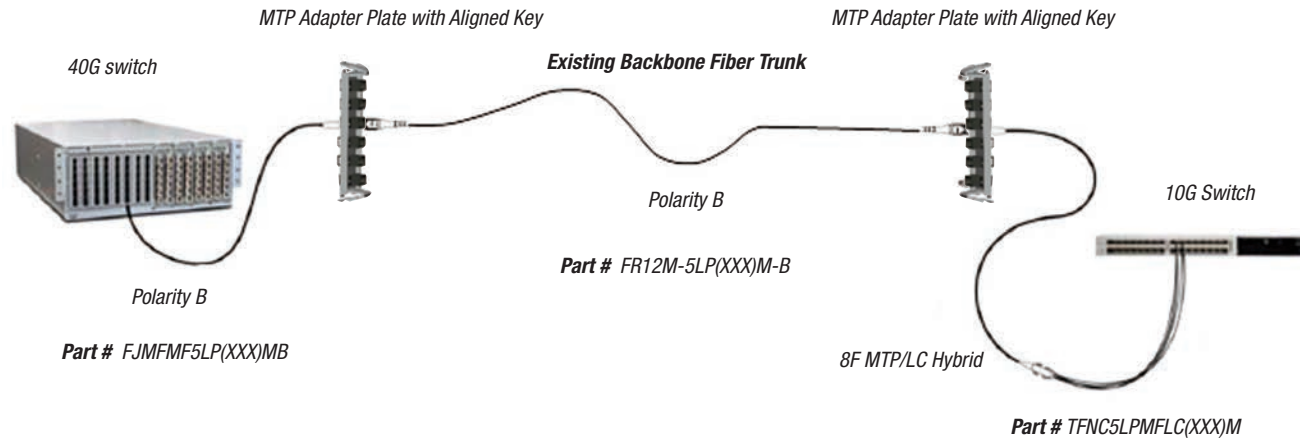 MTP Adapter Plate with Aligned Key
MTP Adapter Plate with Aligned Key
40G switch
Existing Backbone Fiber Trunk
Polarity B
10G Switch
Part # FR12M-5LP(XXX)M-B
Polarity B
Part # FJMFMF5LP(XXX)MB
8F MTP/LC Hybrid
Part # TFNC5LPMFLC(XXX)M